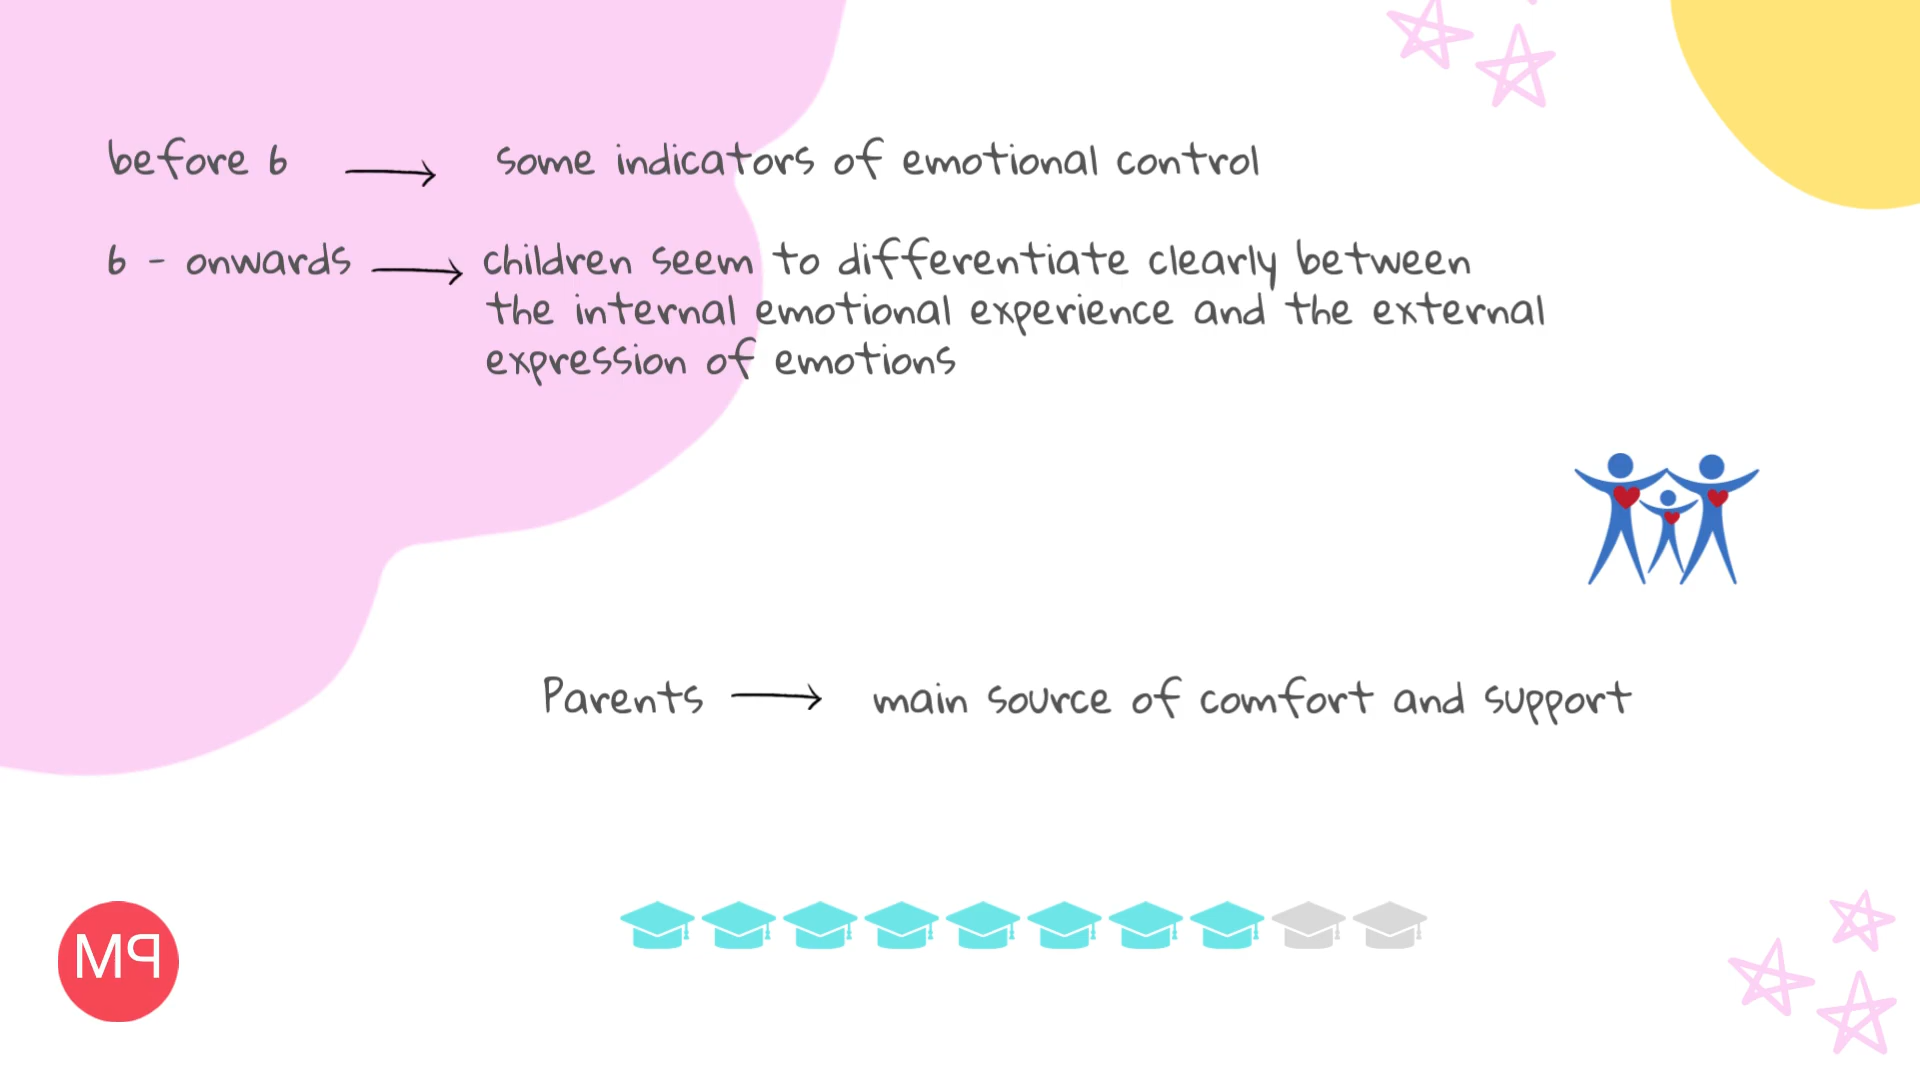 before 6 → some indicators of emotional control
6 - onwards → children seem to differentiate clearly between
the internal emotional experience and the external
expression of emotions
Parents → main source of comfort and support
MP